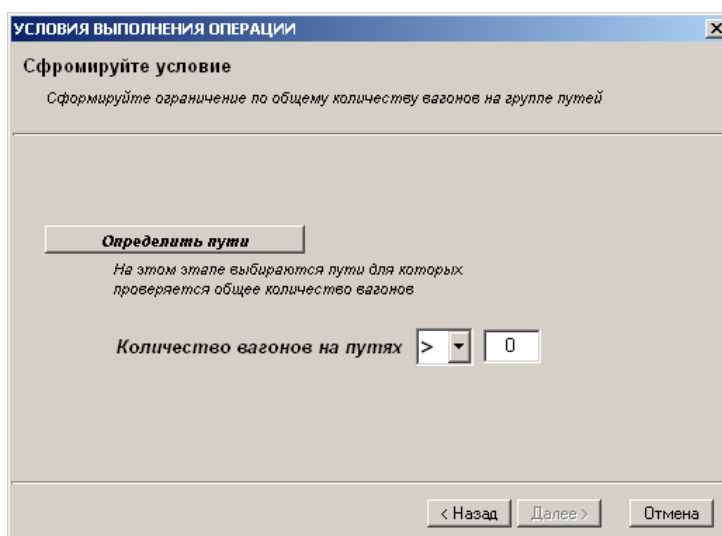 УСЛОВИЯ ВЫПОЛНЕНИЯ ОПЕРАЦИИ
Сфромируйте условие
Сформируйте ограничение по общему количеству вагонов на группе путей
Определить пути
На этом этапе выбираются пути для которых
проверяется общее количество вагонов
Количество вагонов на путях > 0
< Назад Далее > Отмена